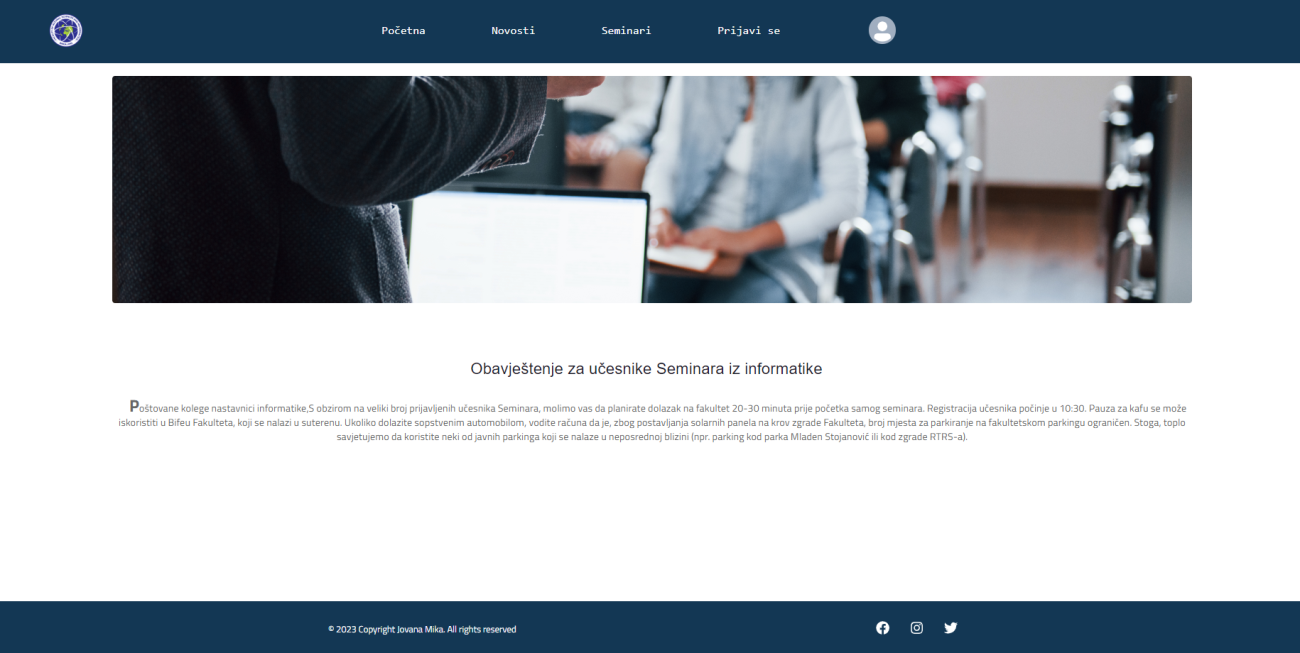 Početna Novosti Seminari Prijavi se
Obavještenje za učesnike Seminara iz informatike
Poštovane kolege nastavnici informatike,S obzirom na veliki broj prijavljenih učesnika Seminara, molimo vas da planirate dolazak na fakultet 20-30 minuta prije početka samog seminara. Registracija učesnika počinje u 10:30. Pauza za kafu se može
iskoristiti u Bifeu Fakulteta, koji se nalazi u suterenu. Ukoliko dolazite sopstvenim automobilom, vodite računa da je, zbog postavljanja solarnih panela na krov zgrade Fakulteta, broj mjesta za parkiranje na fakultetskom parkingu ograničen. Stoga, toplo
savjetujemo da koristite neki od javnih parkinga koji se nalaze u neposrednoj blizini (npr. parking kod parka Mladen Stojanović ili kod zgrade RTRS-a).
© 2023 Copyright Jovana Mika. All rights reserved